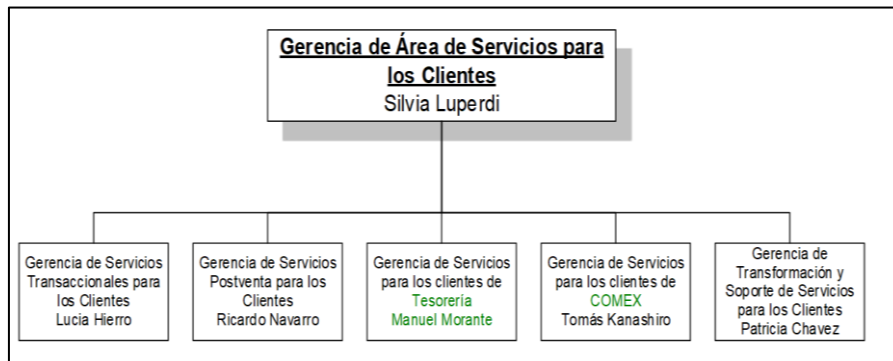 Gerencia de Área de Servicios para
los Clientes
Silvia Luperdi
Gerencia de Servicios
Transaccionales para
los Clientes
Lucia Hierro
Gerencia de Servicios
Postventa para los
Clientes
Ricardo Navarro
Gerencia de Servicios
para los clientes de
Tesorería
Manuel Morante
Gerencia de Servicios
para los clientes de
COMEX
Tomás Kanashiro
Gerencia de
Transformación y
Soporte de Servicios
para los Clientes
Patricia Chavez